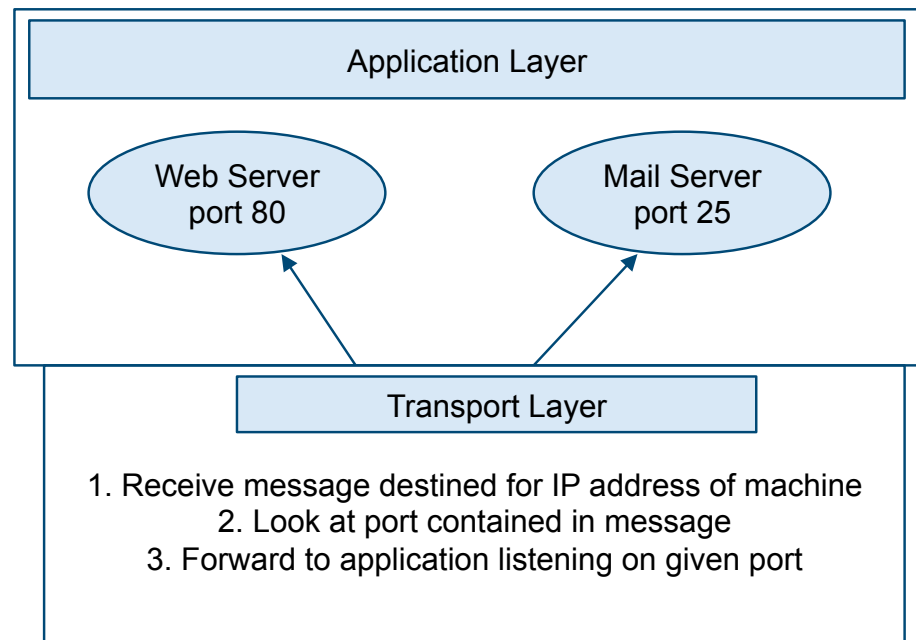 Application Layer
Web Server
port 80
Mail Server
port 25
Transport Layer
1. Receive message destined for IP address of machine
2. Look at port contained in message
3. Forward to application listening on given port